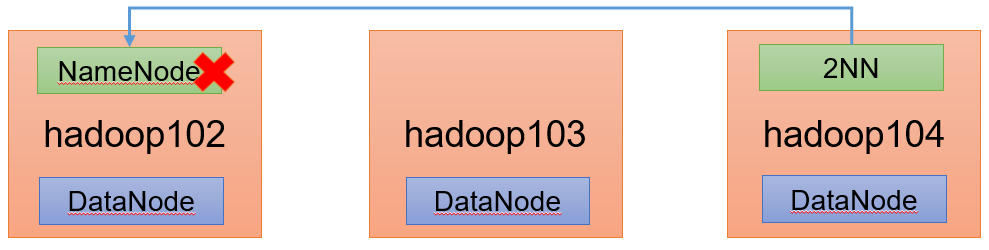 NameNode
2NN
hadoop102
hadoop103
hadoop104
DataNode
DataNode
DataNode